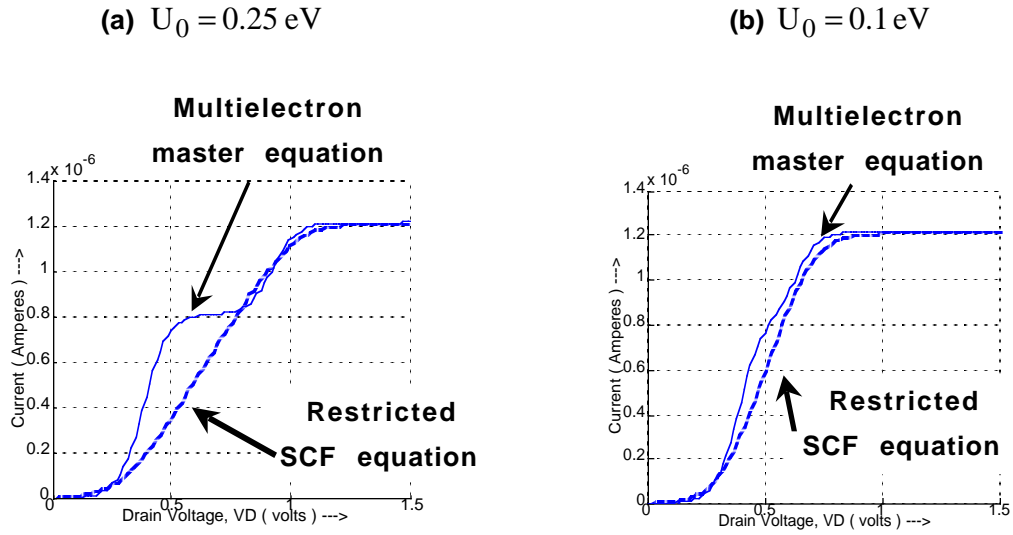 (a) U₀ = 0.25 eV
Multielectron
master equation
x 10⁻⁶
1.4
1.2
1
0.8
0.6
0.4
0.2
0
Current ( Amperes ) --->
Restricted
SCF equation
0
0.5
1
1.5
Drain Voltage, VD ( volts ) --->
(b) U₀ = 0.1 eV
Multielectron
master equation
x 10⁻⁶
1.4
1.2
1
0.8
0.6
0.4
0.2
0
Current ( Amperes ) --->
Restricted
SCF equation
0
0.5
1
1.5
Drain Voltage, VD ( volts ) --->